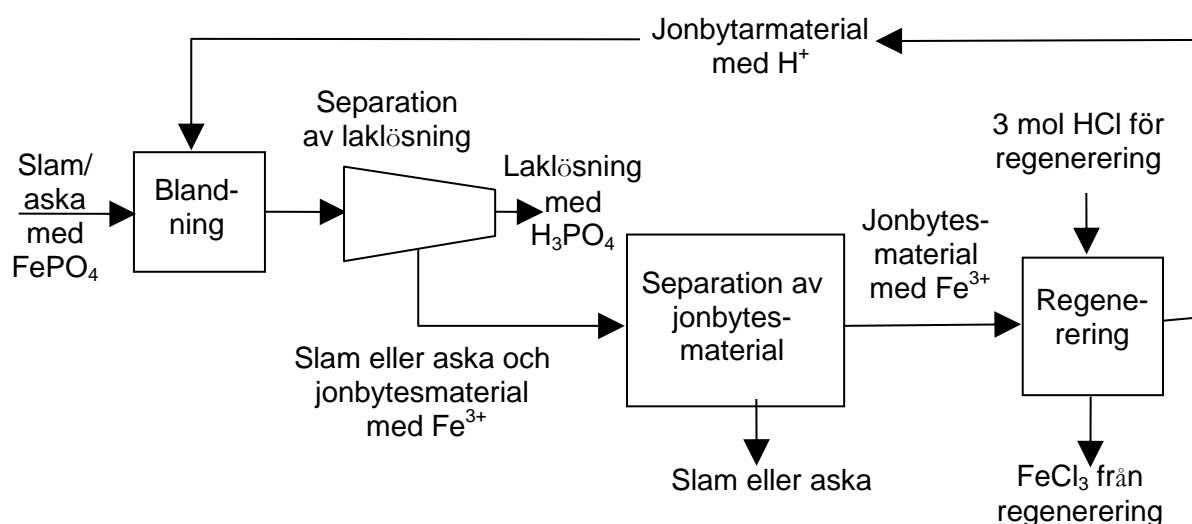 Jonbytarmaterial
med H⁺
Separation
av laklösning
3 mol HCl för
regenerering
Slam/
aska
med
FePO₄
Bland-
ning
Laklösning
med
H₃PO₄
Separation av
jonbytes-
material
Jonbytes-
material
med Fe³⁺
Regene-
rering
Slam eller aska och
jonbytesmaterial
med Fe³⁺
Slam eller aska
FeCl₃ från
regenerering